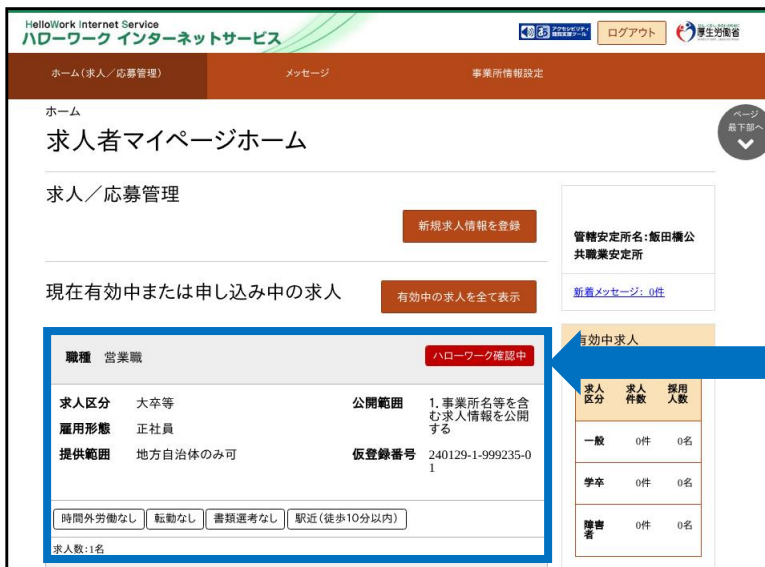 HelloWork Internet Service
ハローワーク インターネットサービス
ログアウト
厚生労働省
ホーム(求人／応募管理)
メッセージ
事業所情報設定
ホーム
求人者マイページホーム
ページ
最下部へ
求人／応募管理
新規求人情報を登録
管轄安定所名:飯田橋公
共職業安定所
新着メッセージ: 0件
現在有効中または申し込み中の求人
有効中の求人を全て表示
職種 営業職
ハローワーク確認中
求人区分 大卒等
雇用形態 正社員
提供範囲 地方自治体のみ可
公開範囲 1.事業所名等を含
む求人情報を公開
する
仮登録番号 240129-1-999235-0
1
時間外労働なし 転勤なし 書類選考なし 駅近(徒歩10分以内)
求人数:1名
有効中求人
求人 求人 採用
区分 件数 人数
一般 0件 0名
学卒 0件 0名
障害
者 0件 0名